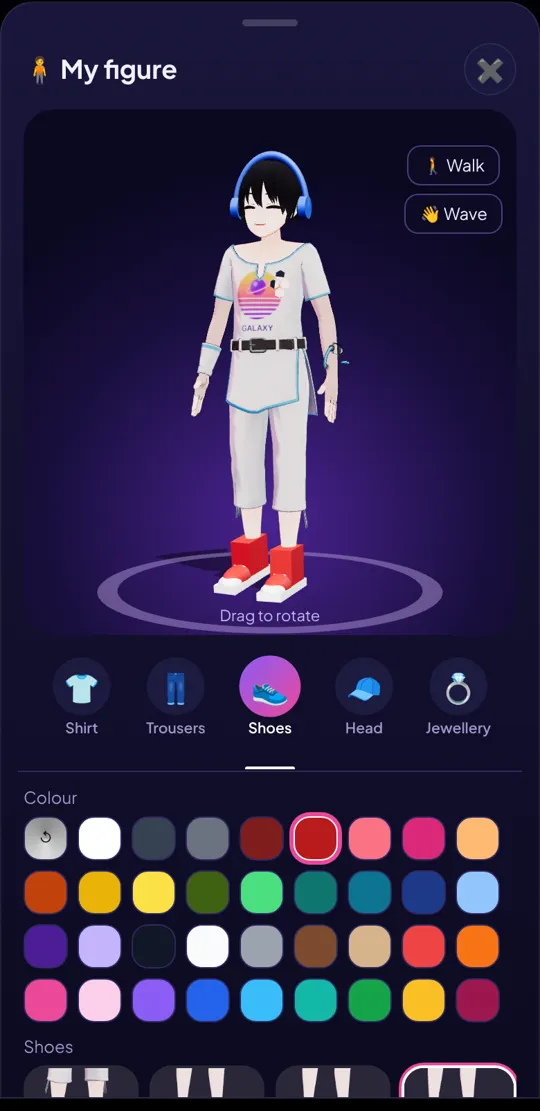 My figure
Walk
Wave
GALAXY
Drag to rotate
Shirt
Trousers
Shoes
Head
Jewellery
Colour
Shoes